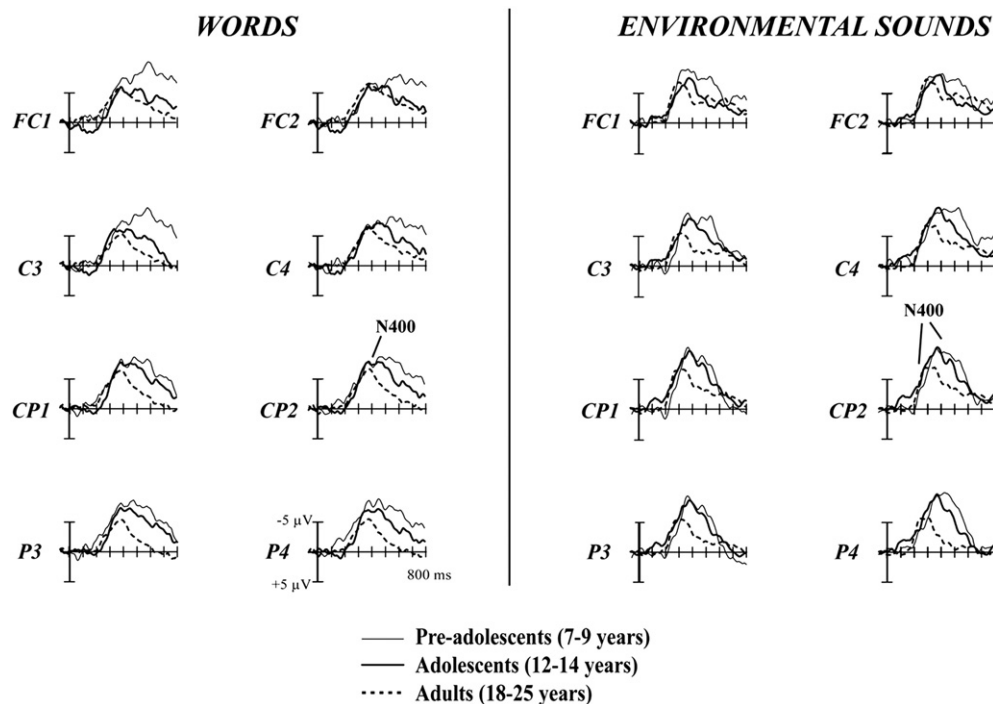 WORDS
ENVIRONMENTAL SOUNDS
FC1
FC2
FC1
FC2
C3
C4
C3
C4
N400
N400
CP1
CP2
CP1
CP2
-5 µV
P3
P4
P3
P4
+5 µV
800 ms
Pre-adolescents (7-9 years)
Adolescents (12-14 years)
Adults (18-25 years)